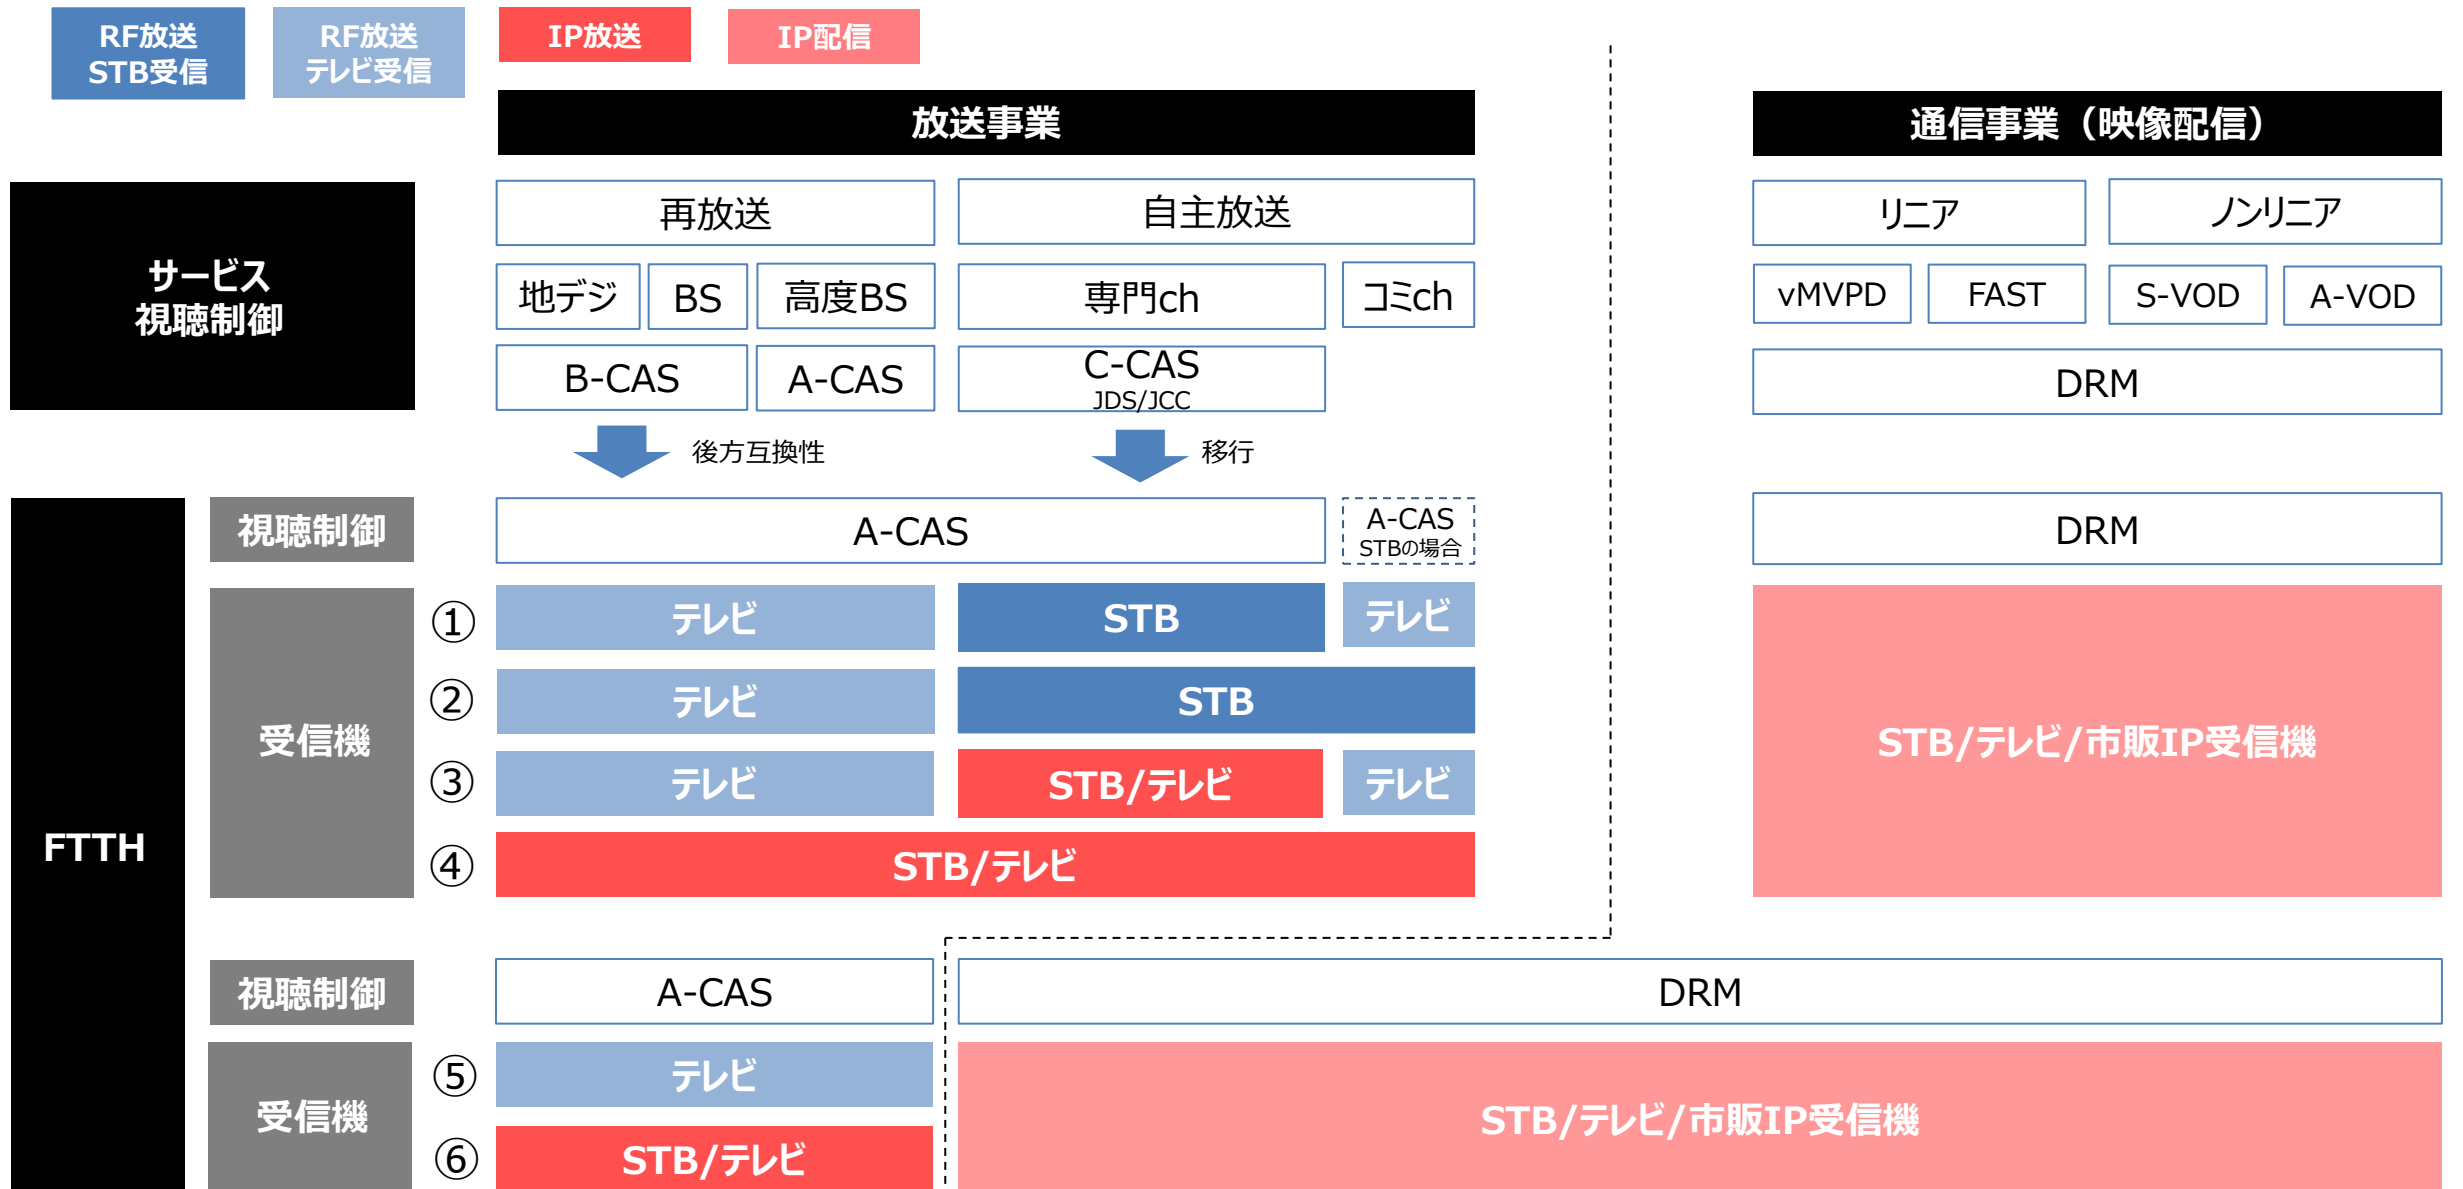 RF放送
STB受信
RF放送
テレビ受信
IP放送
IP配信
放送事業
通信事業（映像配信）
サービス
視聴制御
再放送
自主放送
リニア
ノンリニア
地デジ
BS
高度BS
専門ch
コミch
vMVPD
FAST
S-VOD
A-VOD
B-CAS
A-CAS
C-CAS
JDS/JCC
DRM
後方互換性
移行
FTTH
視聴制御
A-CAS
A-CAS
STBの場合
DRM
受信機
①
テレビ
STB
テレビ
②
テレビ
STB
③
テレビ
STB/テレビ
テレビ
④
STB/テレビ
STB/テレビ/市販IP受信機
視聴制御
A-CAS
DRM
受信機
⑤
テレビ
⑥
STB/テレビ
STB/テレビ/市販IP受信機